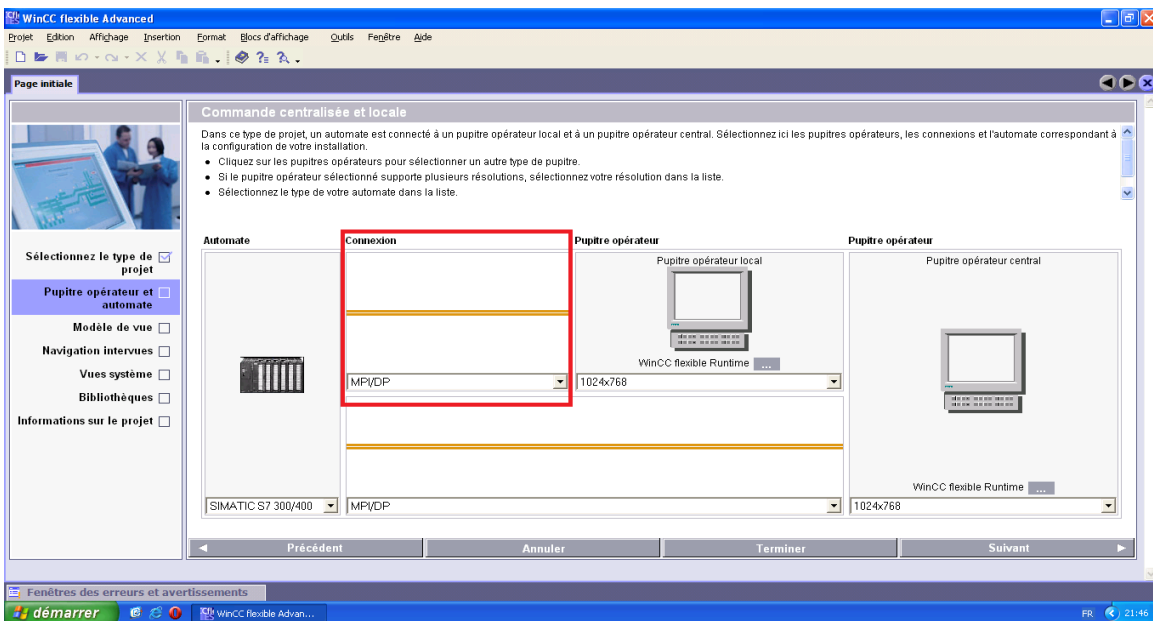 WinCC flexible Advanced
Projet Edition Affichage Insertion Format Blocs d'affichage Outils Fenêtre Aide
Page initiale
Commande centralisée et locale
Dans ce type de projet, un automate est connecté à un pupitre opérateur local et à un pupitre opérateur central. Sélectionnez ici les pupitres opérateurs, les connexions et l'automate correspondant à
la configuration de votre installation.
• Cliquez sur les pupitres opérateurs pour sélectionner un autre type de pupitre.
• Si le pupitre opérateur sélectionné supporte plusieurs résolutions, sélectionnez votre résolution dans la liste.
• Sélectionnez le type de votre automate dans la liste.
Sélectionnez le type de
projet
Pupitre opérateur et
automate
Modèle de vue
Navigation intervues
Vues système
Bibliothèques
Informations sur le projet
Automate Connexion Pupitre opérateur Pupitre opérateur
Pupitre opérateur local Pupitre opérateur central
WinCC flexible Runtime ...
MPI/DP 1024x768
WinCC flexible Runtime ...
SIMATIC S7 300/400 MPI/DP 1024x768
Précédent Annuler Terminer Suivant
Fenêtres des erreurs et avertissements
démarrer WinCC flexible Advan... FR 21:46